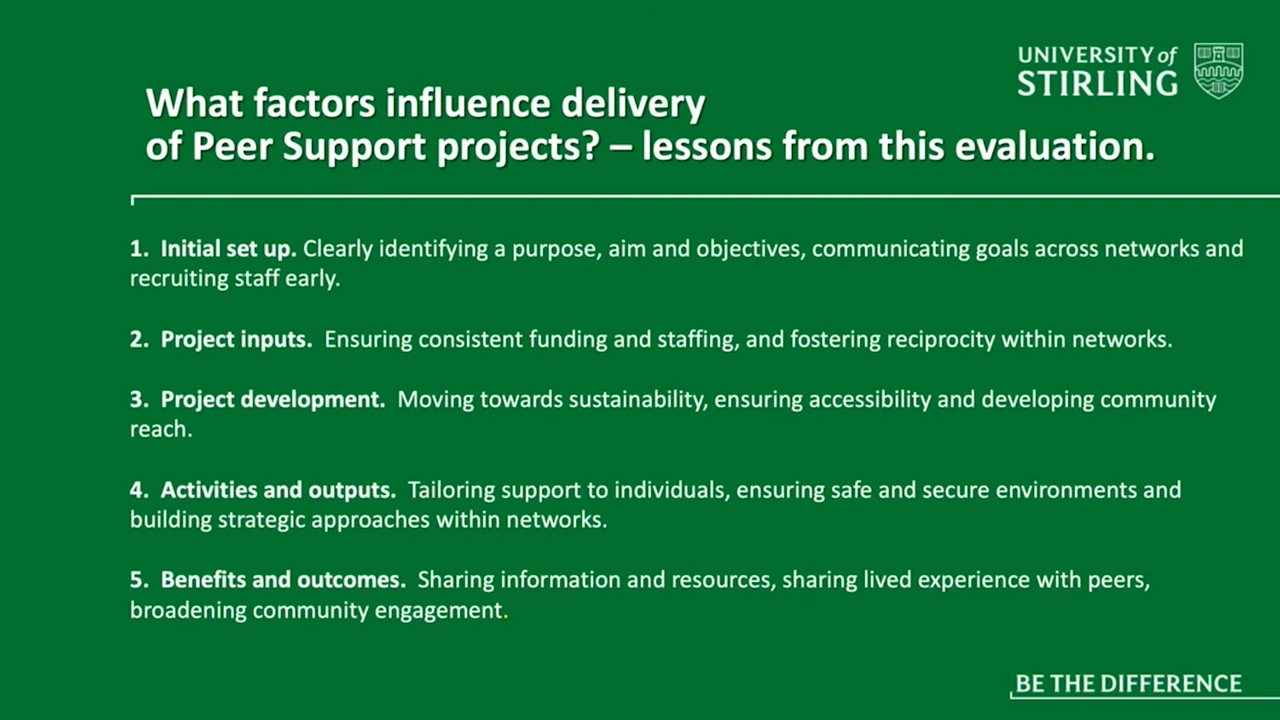 UNIVERSITY of
STIRLING
What factors influence delivery
of Peer Support projects? – lessons from this evaluation.
1. Initial set up. Clearly identifying a purpose, aim and objectives, communicating goals across networks and
recruiting staff early.
2. Project inputs. Ensuring consistent funding and staffing, and fostering reciprocity within networks.
3. Project development. Moving towards sustainability, ensuring accessibility and developing community
reach.
4. Activities and outputs. Tailoring support to individuals, ensuring safe and secure environments and
building strategic approaches within networks.
5. Benefits and outcomes. Sharing information and resources, sharing lived experience with peers,
broadening community engagement.
BE THE DIFFERENCE